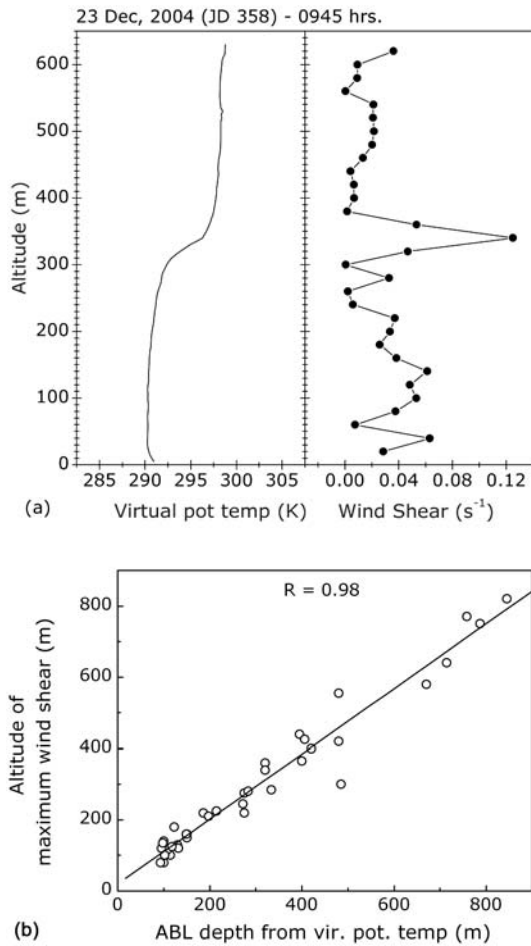 23 Dec, 2004 (JD 358) - 0945 hrs.
600
500
400
300
200
100
0
Altitude (m)
285 290 295 300 305
0.00 0.04 0.08 0.12
(a)
Virtual pot temp (K)
Wind Shear (s⁻¹)
R = 0.98
800
600
400
200
0
Altitude of
maximum wind shear (m)
0 200 400 600 800
(b)
ABL depth from vir. pot. temp (m)